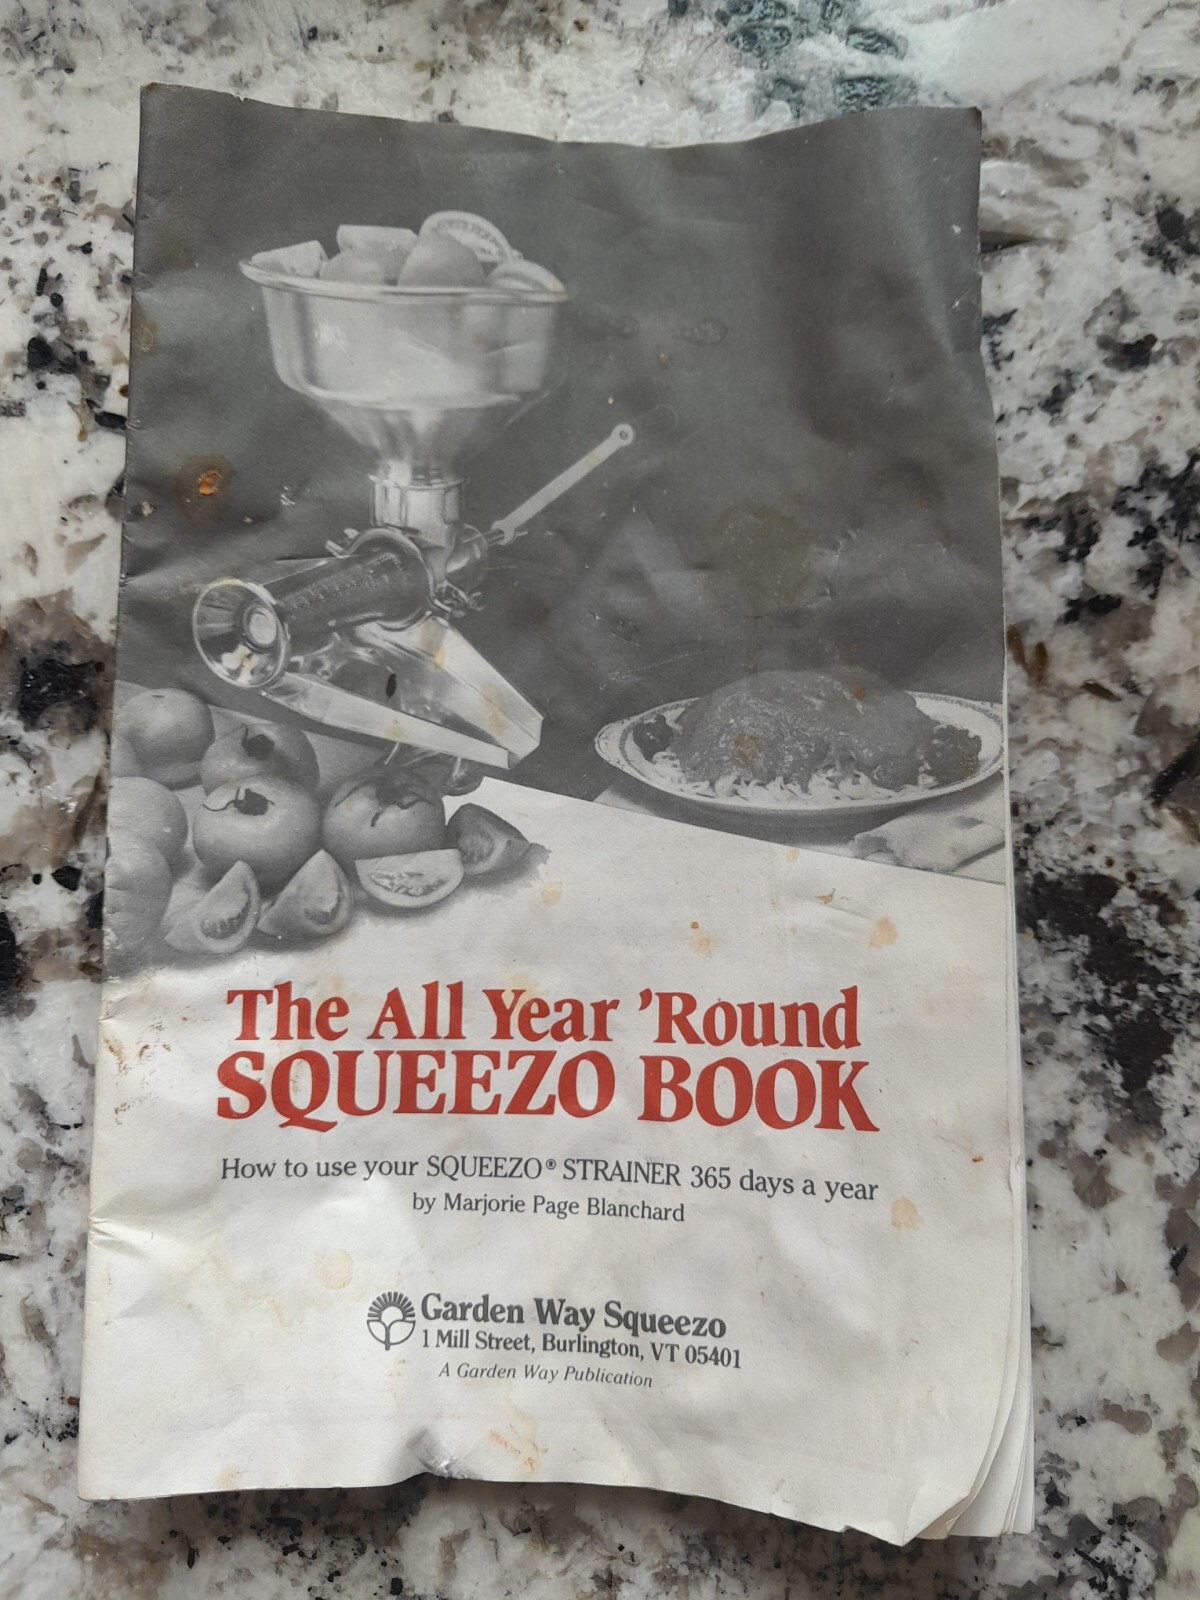 The All Year 'Round
SQUEEZO BOOK
How to use your SQUEEZO® STRAINER 365 days a year
by Marjorie Page Blanchard
Garden Way Squeezo
1 Mill Street, Burlington, VT 05401
A Garden Way Publication